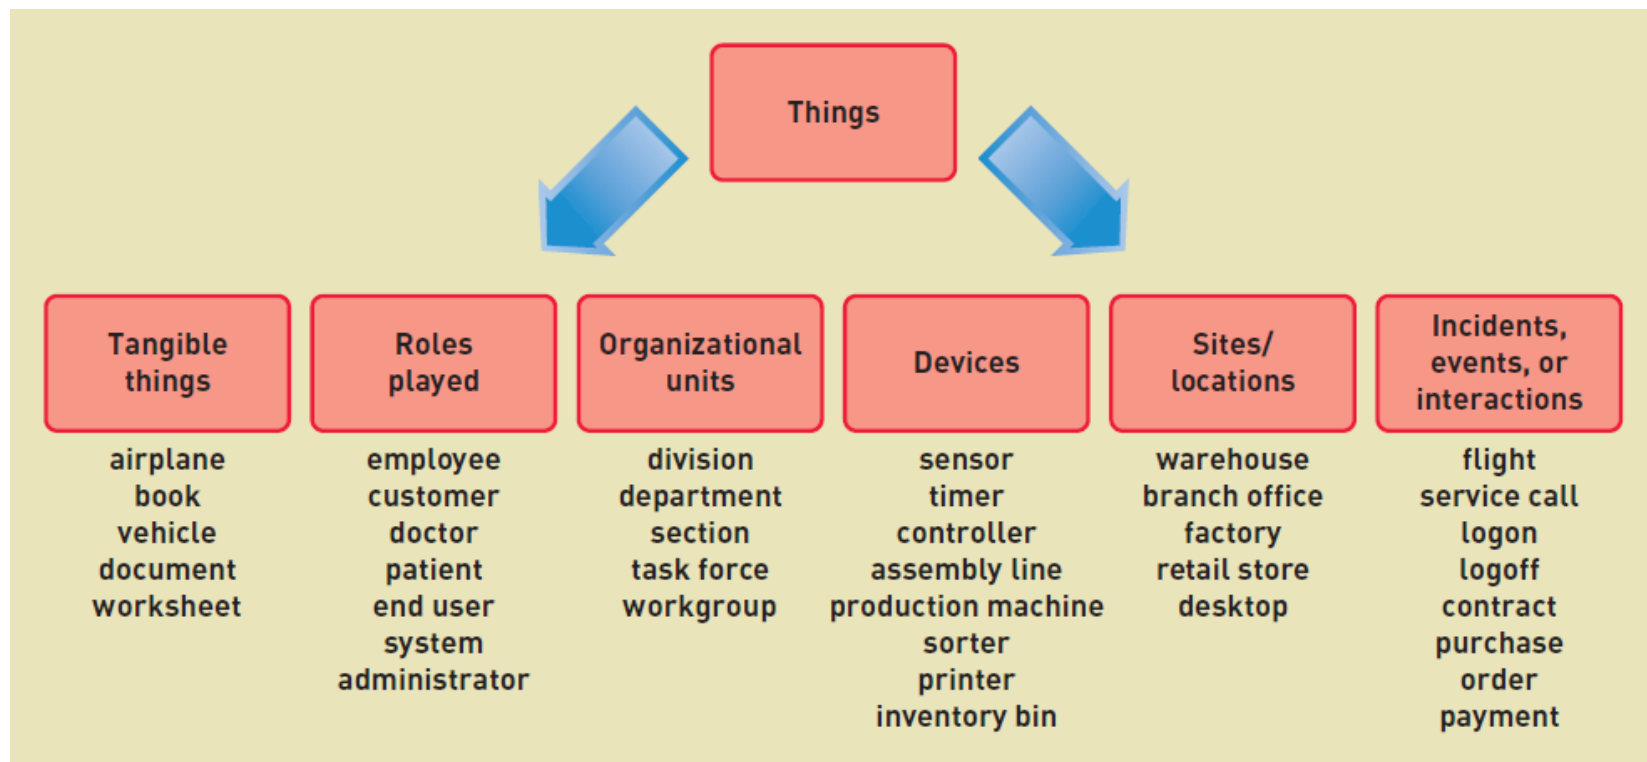 Things
Tangible
things
airplane
book
vehicle
document
worksheet
Roles
played
employee
customer
doctor
patient
end user
system
administrator
Organizational
units
division
department
section
task force
workgroup
Devices
sensor
timer
controller
assembly line
production machine
sorter
printer
inventory bin
Sites/
locations
warehouse
branch office
factory
retail store
desktop
Incidents,
events, or
interactions
flight
service call
logon
logoff
contract
purchase
order
payment